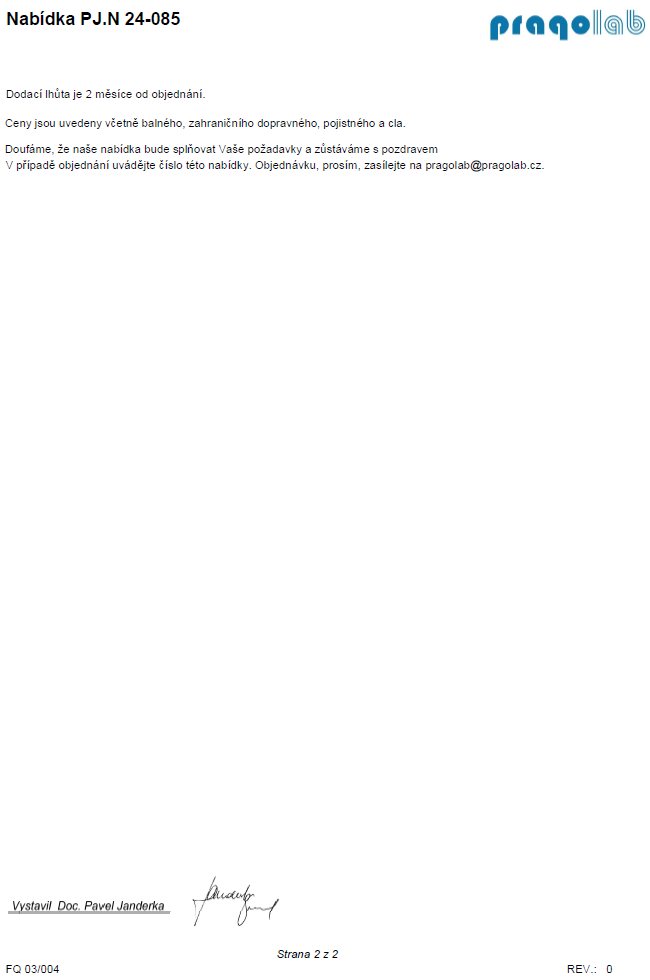 Nabídka PJ.N 24-085
pragolab
Dodací lhůta je 2 měsíce od objednání.
Ceny jsou uvedeny včetně balného, zahraničního dopravného, pojistného a cla.
Doufáme, že naše nabídka bude splňovat Vaše požadavky a zůstáváme s pozdravem
V případě objednání uvádějte číslo této nabídky. Objednávku, prosím, zasílejte na pragolab@pragolab.cz.
Vystavil Doc. Pavel Janderka
Strana 2 z 2
FQ 03/004
REV.: 0